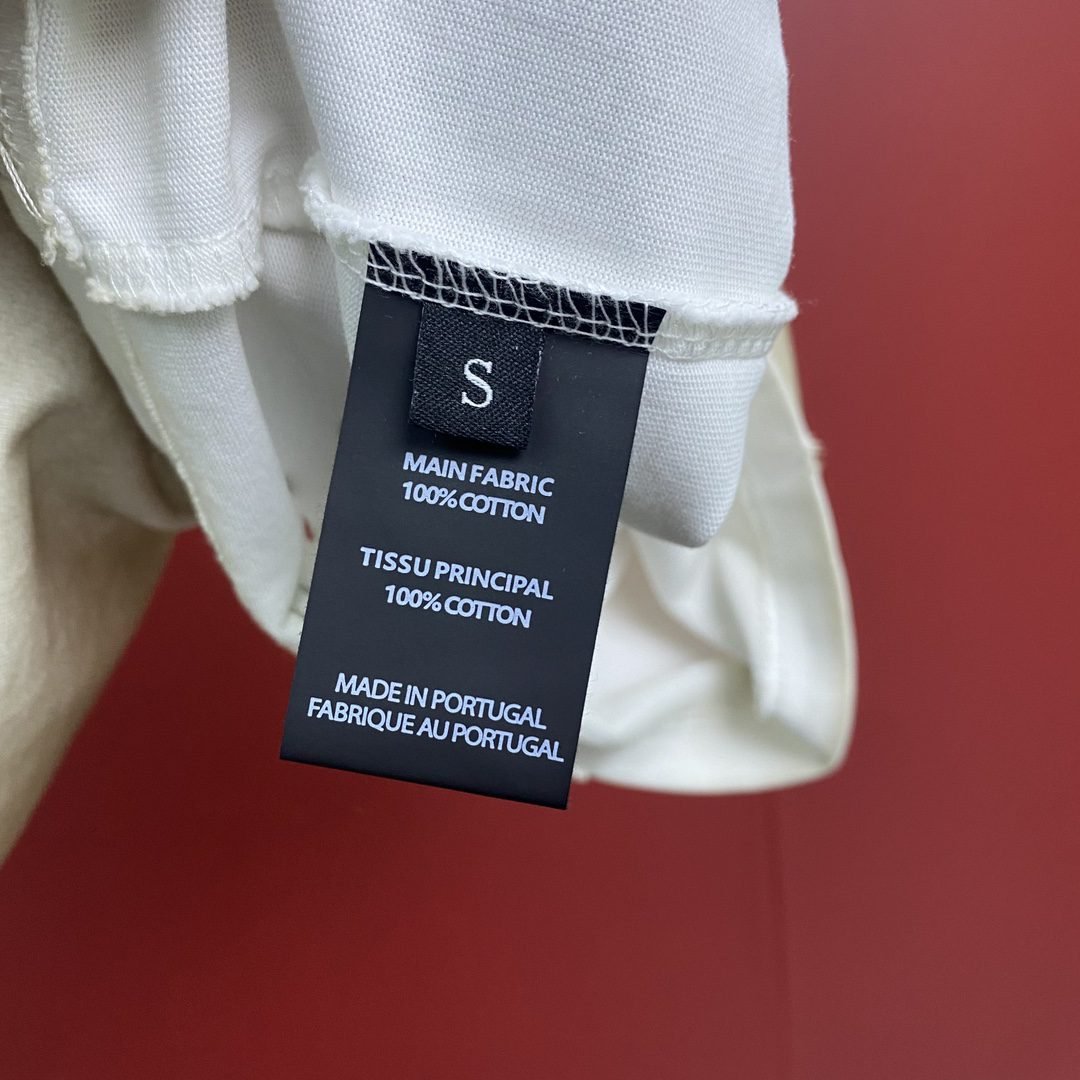 S
MAIN FABRIC
100% COTTON
TISSU PRINCIPAL
100% COTTON
MADE IN PORTUGAL
FABRIQUE AU PORTUGAL